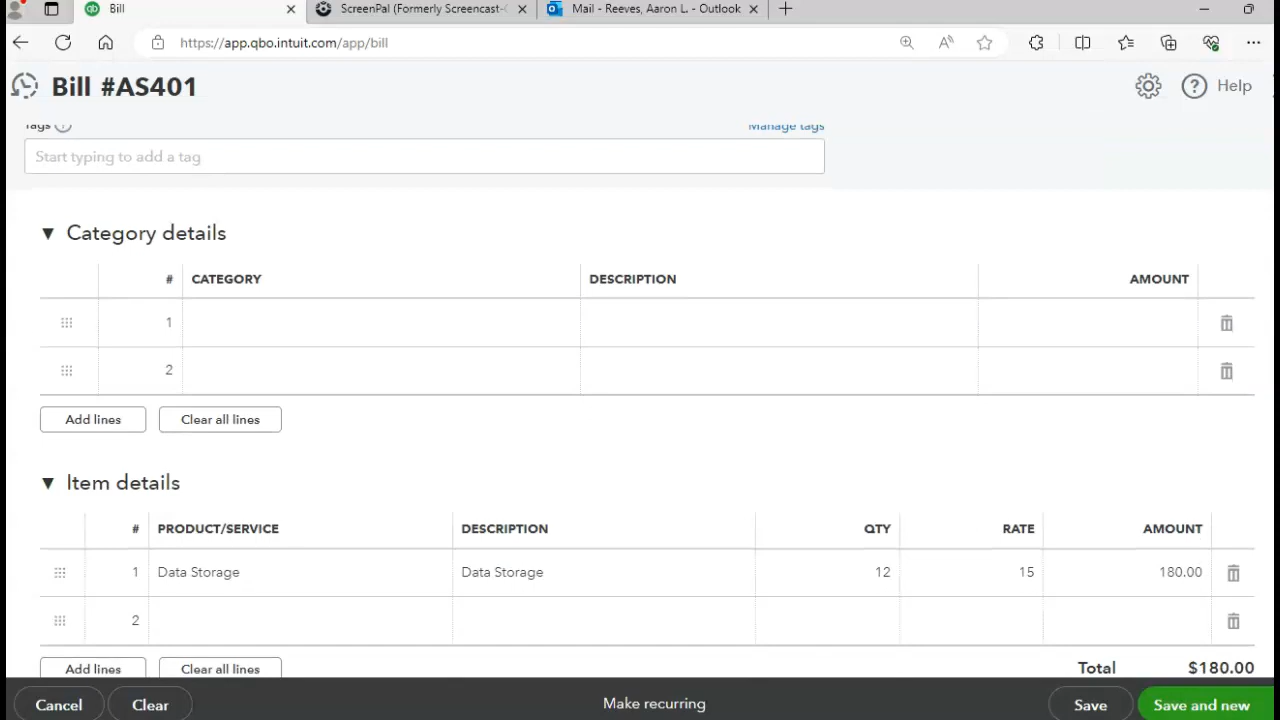 Bill
ScreenPal (Formerly Screencast-
Mail - Reeves, Aaron L. - Outlook
https://app.qbo.intuit.com/app/bill
Bill #AS401
? Help
Tags ?
Manage tags
Start typing to add a tag
Category details
# CATEGORY DESCRIPTION AMOUNT
1
2
Add lines Clear all lines
Item details
# PRODUCT/SERVICE DESCRIPTION QTY RATE AMOUNT
1 Data Storage Data Storage 12 15 180.00
2
Add lines Clear all lines
Total $180.00
Cancel Clear Make recurring Save Save and new